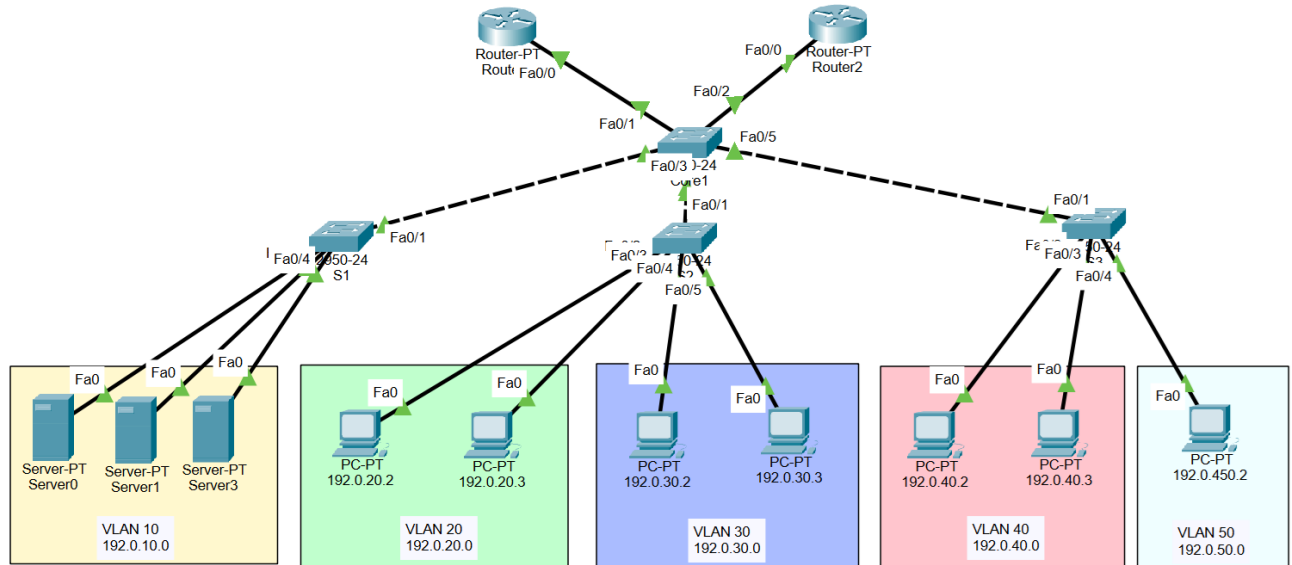 Router-PT
Fa0/0
Router-PT
Router2
Fa0/0
Fa0/2
Fa0/1
Fa0/5
Fa0/3
Core1
Fa0/1
Fa0/1
Fa0/1
Fa0/4
S1
Fa0/4
Fa0/5
Fa0/3
Fa0/4
Fa0
Fa0
Fa0
Fa0
Fa0
Fa0
Fa0
Fa0
Fa0
Fa0
Server-PT
Server0
Server-PT
Server1
Server-PT
Server3
PC-PT
192.0.20.2
PC-PT
192.0.20.3
PC-PT
192.0.30.2
PC-PT
192.0.30.3
PC-PT
192.0.40.2
PC-PT
192.0.40.3
PC-PT
192.0.450.2
VLAN 10
192.0.10.0
VLAN 20
192.0.20.0
VLAN 30
192.0.30.0
VLAN 40
192.0.40.0
VLAN 50
192.0.50.0